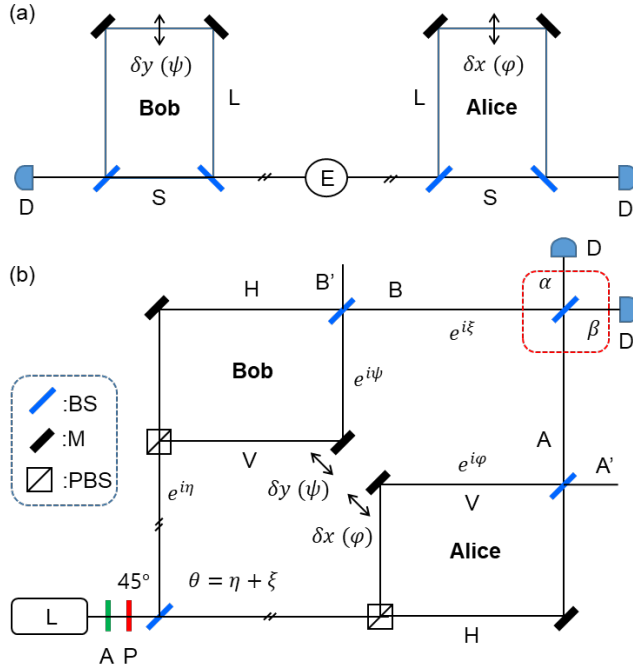 (a)
δy (ψ)
δx (φ)
Bob
L
L
Alice
E
D
S
S
D
(b)
D
H
B'
B
α
β
e^{iξ}
D
Bob
e^{iψ}
:BS
:M
:PBS
V
A
e^{iφ}
A'
e^{iη}
δy (ψ)
V
δx (φ)
Alice
45°
θ = η + ξ
L
A
P
H